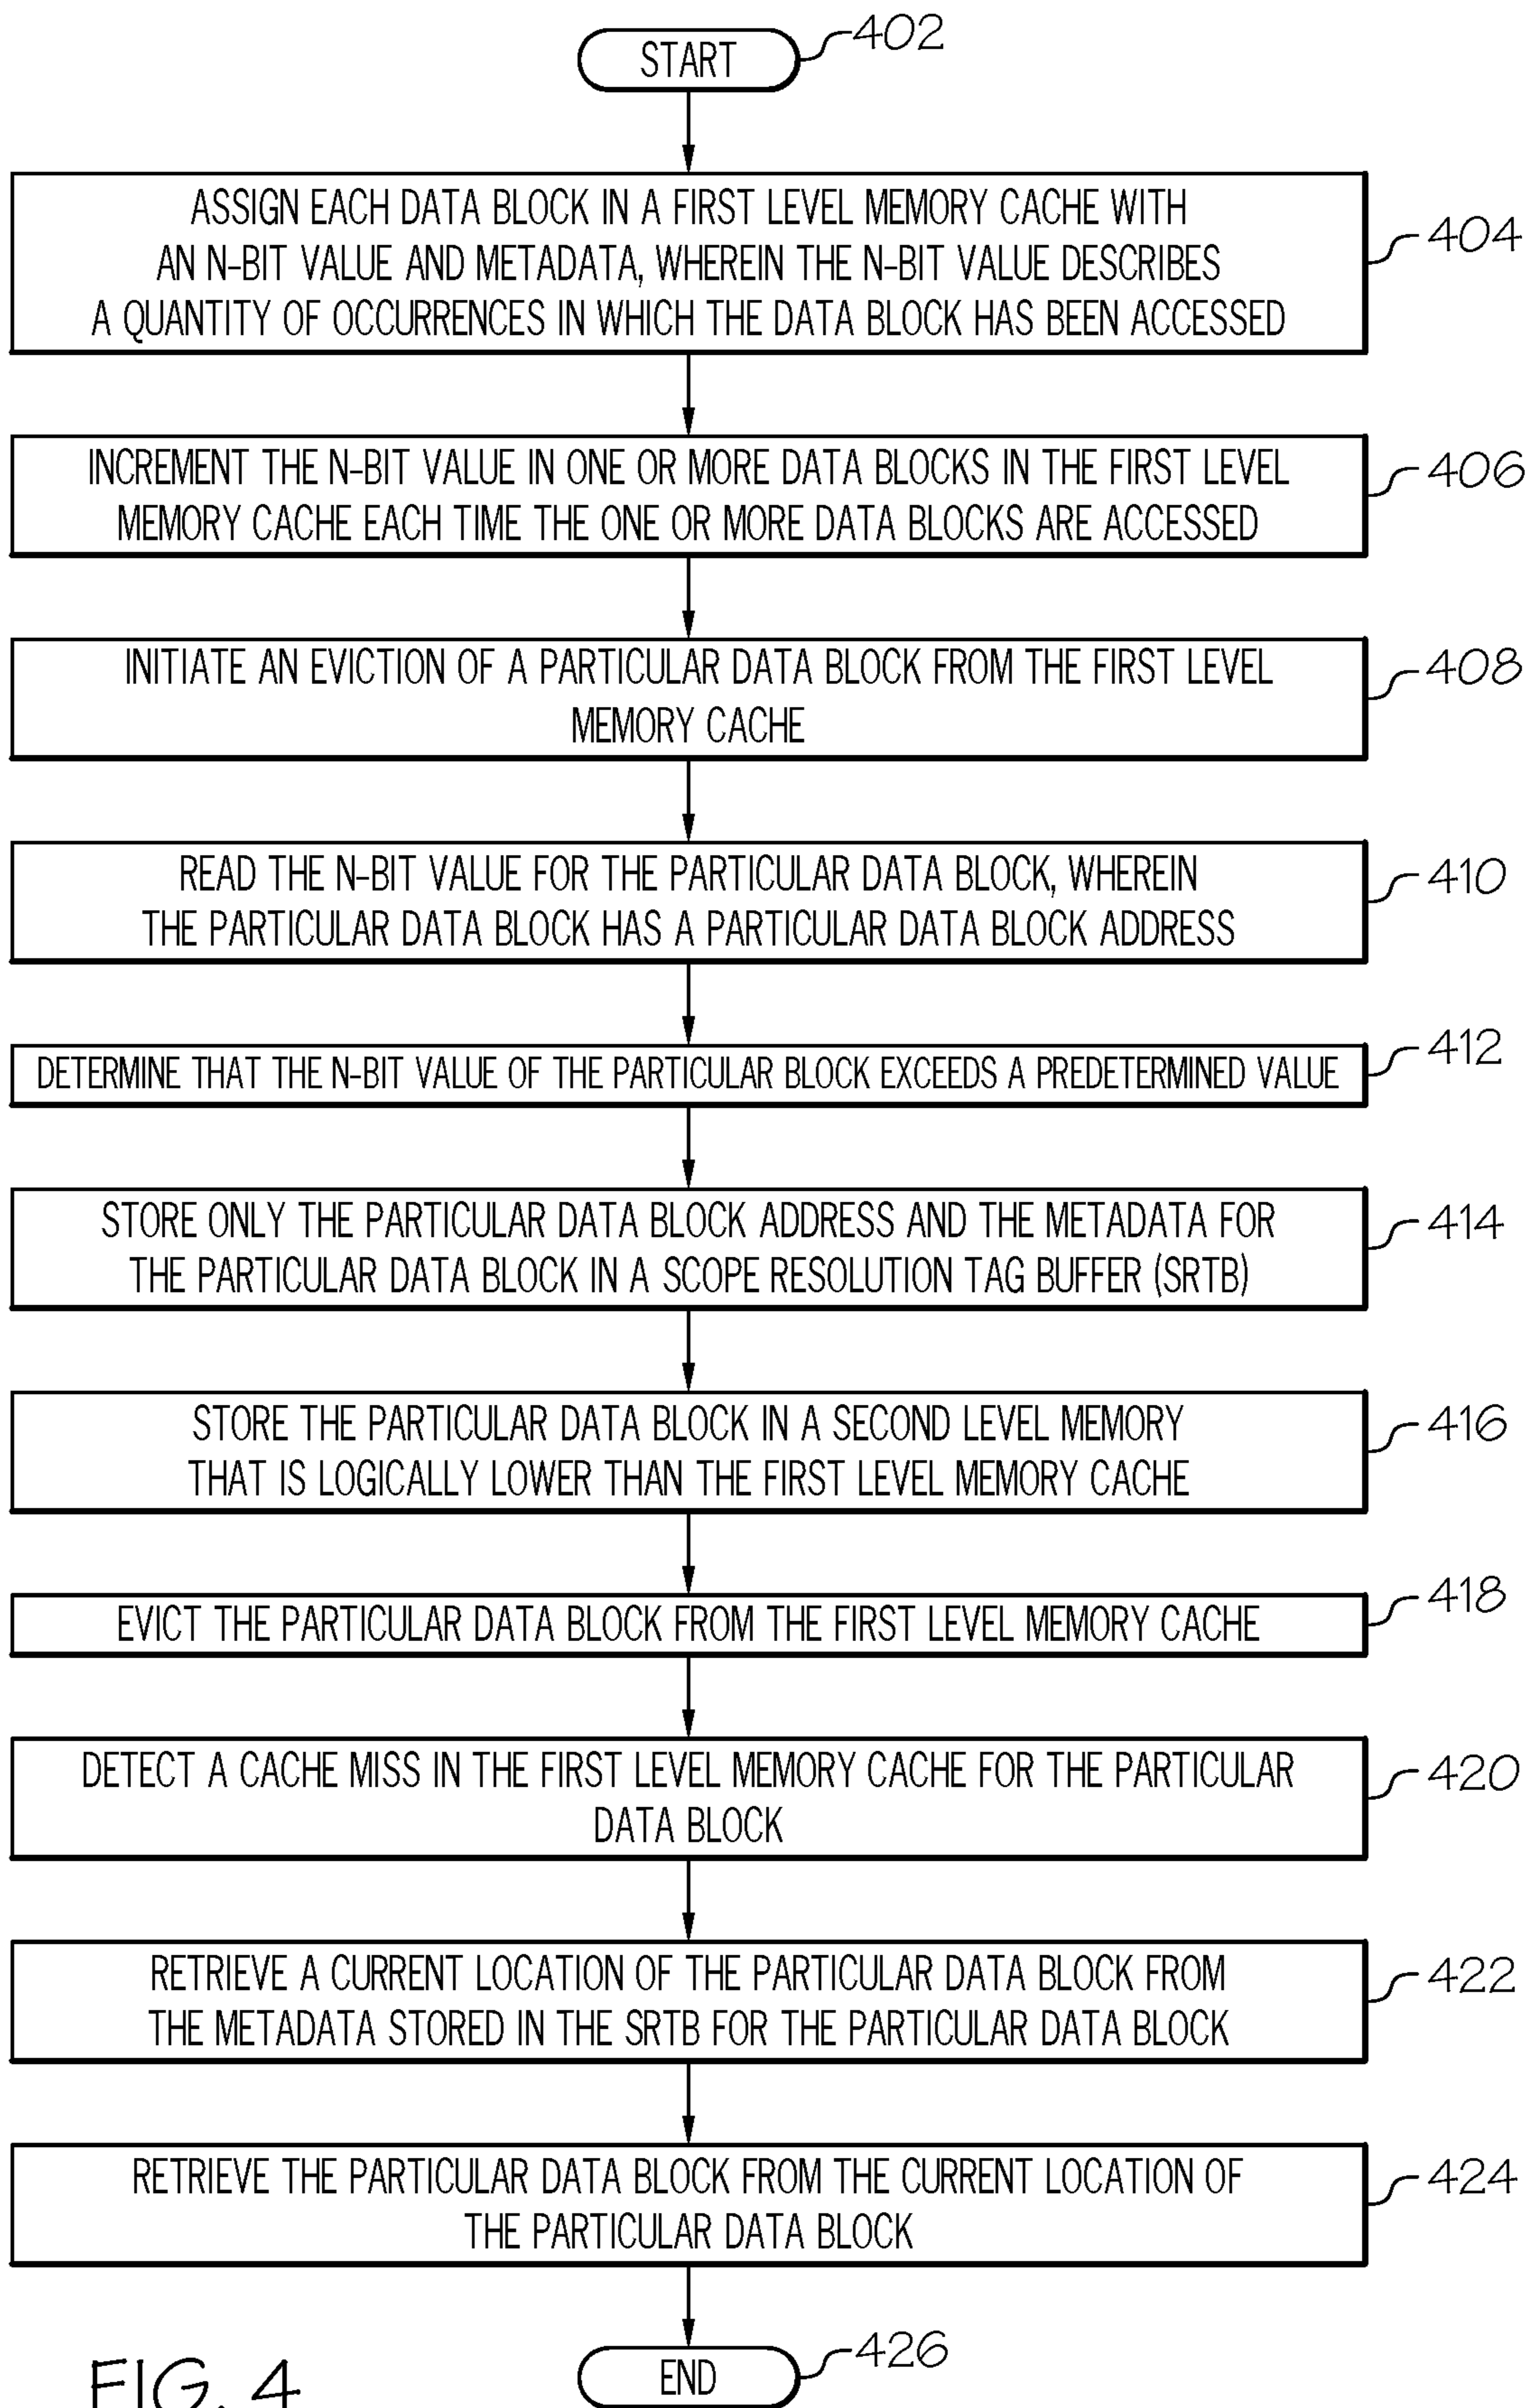 START
402
ASSIGN EACH DATA BLOCK IN A FIRST LEVEL MEMORY CACHE WITH
AN N-BIT VALUE AND METADATA, WHEREIN THE N-BIT VALUE DESCRIBES
A QUANTITY OF OCCURRENCES IN WHICH THE DATA BLOCK HAS BEEN ACCESSED
404
INCREMENT THE N-BIT VALUE IN ONE OR MORE DATA BLOCKS IN THE FIRST LEVEL
MEMORY CACHE EACH TIME THE ONE OR MORE DATA BLOCKS ARE ACCESSED
406
INITIATE AN EVICTION OF A PARTICULAR DATA BLOCK FROM THE FIRST LEVEL
MEMORY CACHE
408
READ THE N-BIT VALUE FOR THE PARTICULAR DATA BLOCK, WHEREIN
THE PARTICULAR DATA BLOCK HAS A PARTICULAR DATA BLOCK ADDRESS
410
DETERMINE THAT THE N-BIT VALUE OF THE PARTICULAR BLOCK EXCEEDS A PREDETERMINED VALUE
412
STORE ONLY THE PARTICULAR DATA BLOCK ADDRESS AND THE METADATA FOR
THE PARTICULAR DATA BLOCK IN A SCOPE RESOLUTION TAG BUFFER (SRTB)
414
STORE THE PARTICULAR DATA BLOCK IN A SECOND LEVEL MEMORY
THAT IS LOGICALLY LOWER THAN THE FIRST LEVEL MEMORY CACHE
416
EVICT THE PARTICULAR DATA BLOCK FROM THE FIRST LEVEL MEMORY CACHE
418
DETECT A CACHE MISS IN THE FIRST LEVEL MEMORY CACHE FOR THE PARTICULAR
DATA BLOCK
420
RETRIEVE A CURRENT LOCATION OF THE PARTICULAR DATA BLOCK FROM
THE METADATA STORED IN THE SRTB FOR THE PARTICULAR DATA BLOCK
422
RETRIEVE THE PARTICULAR DATA BLOCK FROM THE CURRENT LOCATION OF
THE PARTICULAR DATA BLOCK
424
END
426
FIG. 4